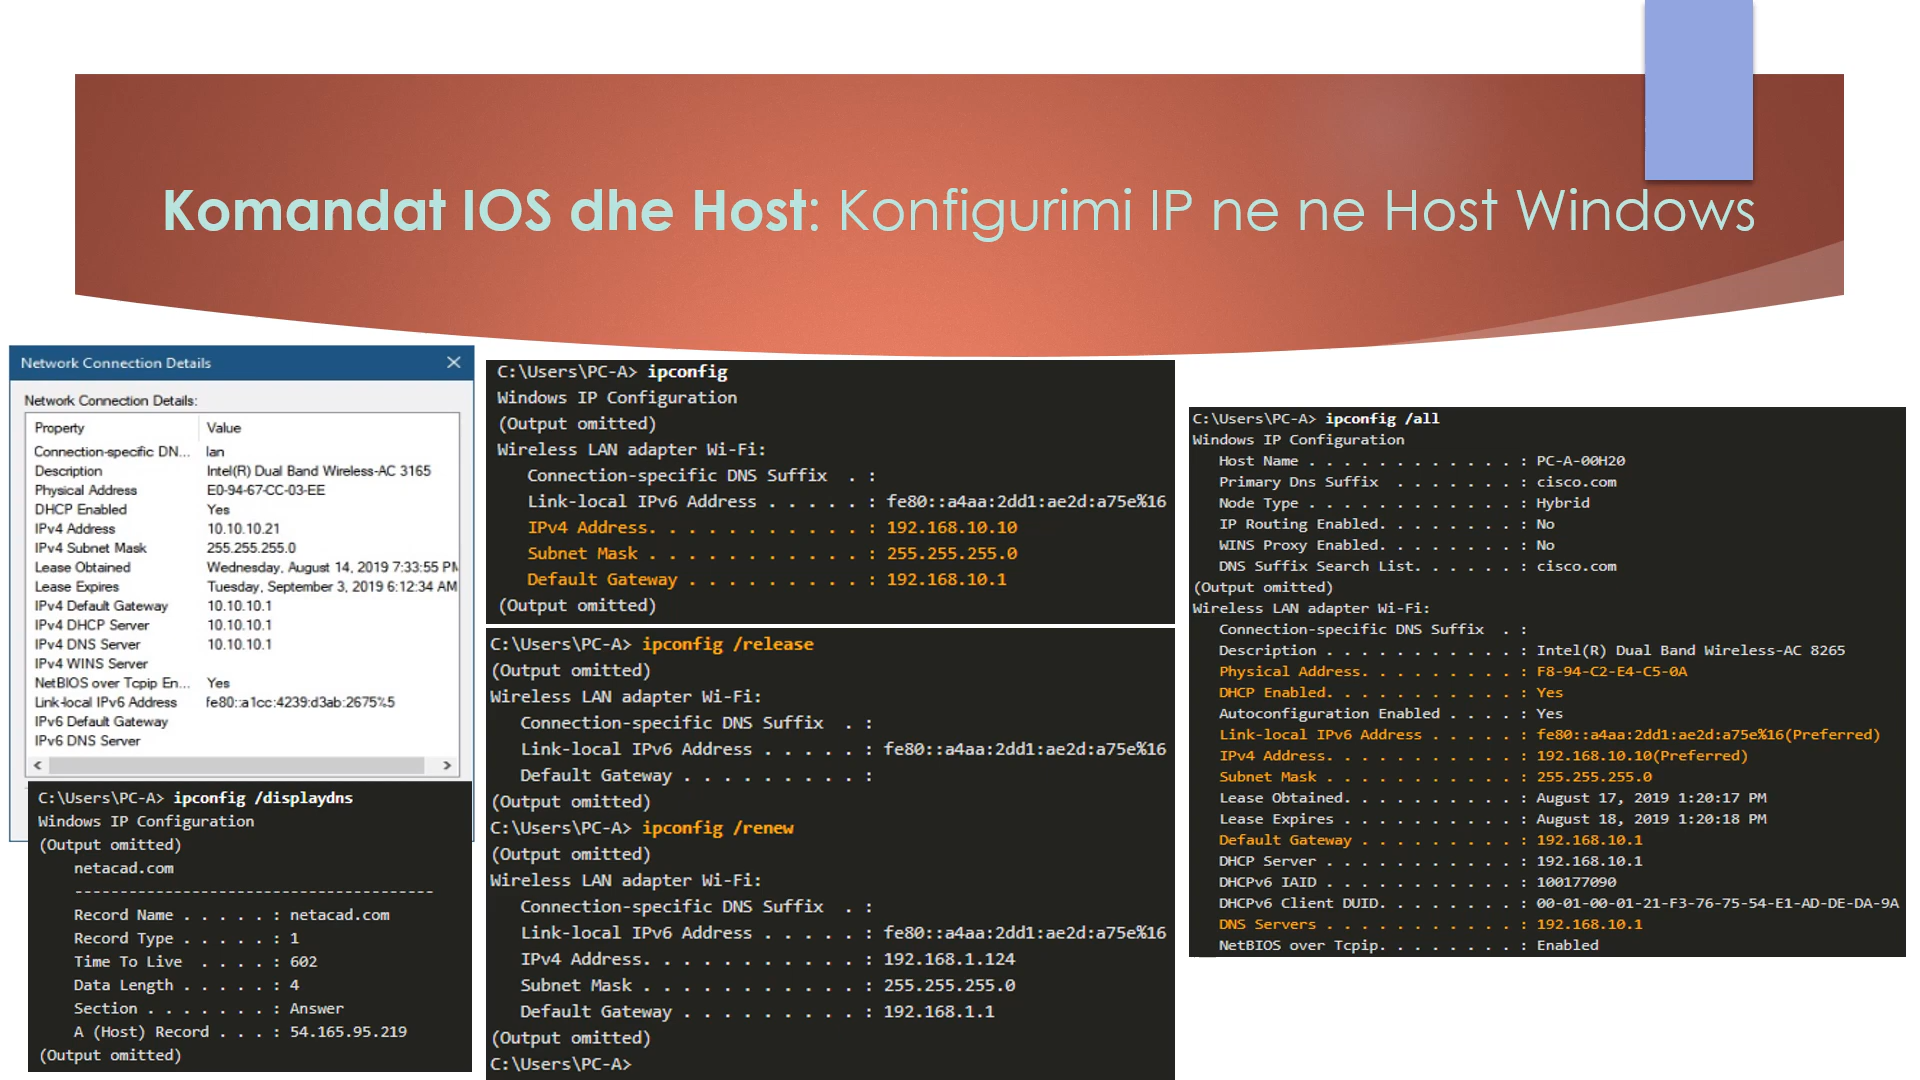 Komandat IOS dhe Host: Konfigurimi IP ne ne Host Windows
Network Connection Details
Network Connection Details:
Property Value
Connection-specific DN... lan
Description Intel(R) Dual Band Wireless-AC 3165
Physical Address E0-94-67-CC-03-EE
DHCP Enabled Yes
IPv4 Address 10.10.10.21
IPv4 Subnet Mask 255.255.255.0
Lease Obtained Wednesday, August 14, 2019 7:33:55 PM
Lease Expires Tuesday, September 3, 2019 6:12:34 AM
IPv4 Default Gateway 10.10.10.1
IPv4 DHCP Server 10.10.10.1
IPv4 DNS Server 10.10.10.1
IPv4 WINS Server
NetBIOS over Tcpip En... Yes
Link-local IPv6 Address fe80::a1cc:4239:d3ab:2675%5
IPv6 Default Gateway
IPv6 DNS Server
C:\Users\PC-A> ipconfig /displaydns
Windows IP Configuration
(Output omitted)
netacad.com
----------------------------------------
Record Name . . . . . : netacad.com
Record Type . . . . . : 1
Time To Live  . . . . : 602
Data Length . . . . . : 4
Section . . . . . . . : Answer
A (Host) Record . . . : 54.165.95.219
(Output omitted)
C:\Users\PC-A> ipconfig
Windows IP Configuration
(Output omitted)
Wireless LAN adapter Wi-Fi:
Connection-specific DNS Suffix  . :
Link-local IPv6 Address . . . . . : fe80::a4aa:2dd1:ae2d:a75e%16
IPv4 Address. . . . . . . . . . . : 192.168.10.10
Subnet Mask . . . . . . . . . . . : 255.255.255.0
Default Gateway . . . . . . . . . : 192.168.10.1
(Output omitted)
C:\Users\PC-A> ipconfig /release
(Output omitted)
Wireless LAN adapter Wi-Fi:
Connection-specific DNS Suffix  . :
Link-local IPv6 Address . . . . . : fe80::a4aa:2dd1:ae2d:a75e%16
Default Gateway . . . . . . . . . :
(Output omitted)
C:\Users\PC-A> ipconfig /renew
(Output omitted)
Wireless LAN adapter Wi-Fi:
Connection-specific DNS Suffix  . :
Link-local IPv6 Address . . . . . : fe80::a4aa:2dd1:ae2d:a75e%16
IPv4 Address. . . . . . . . . . . : 192.168.1.124
Subnet Mask . . . . . . . . . . . : 255.255.255.0
Default Gateway . . . . . . . . . : 192.168.1.1
(Output omitted)
C:\Users\PC-A>
C:\Users\PC-A> ipconfig /all
Windows IP Configuration
Host Name . . . . . . . . . . . . : PC-A-00H20
Primary Dns Suffix  . . . . . . . : cisco.com
Node Type . . . . . . . . . . . . : Hybrid
IP Routing Enabled. . . . . . . . : No
WINS Proxy Enabled. . . . . . . . : No
DNS Suffix Search List. . . . . . : cisco.com
(Output omitted)
Wireless LAN adapter Wi-Fi:
Connection-specific DNS Suffix  . :
Description . . . . . . . . . . . : Intel(R) Dual Band Wireless-AC 8265
Physical Address. . . . . . . . . : F8-94-C2-E4-C5-0A
DHCP Enabled. . . . . . . . . . . : Yes
Autoconfiguration Enabled . . . . : Yes
Link-local IPv6 Address . . . . . : fe80::a4aa:2dd1:ae2d:a75e%16(Preferred)
IPv4 Address. . . . . . . . . . . : 192.168.10.10(Preferred)
Subnet Mask . . . . . . . . . . . : 255.255.255.0
Lease Obtained. . . . . . . . . . : August 17, 2019 1:20:17 PM
Lease Expires . . . . . . . . . . : August 18, 2019 1:20:18 PM
Default Gateway . . . . . . . . . : 192.168.10.1
DHCP Server . . . . . . . . . . . : 192.168.10.1
DHCPv6 IAID . . . . . . . . . . . : 100177090
DHCPv6 Client DUID. . . . . . . . : 00-01-00-01-21-F3-76-75-54-E1-AD-DE-DA-9A
DNS Servers . . . . . . . . . . . : 192.168.10.1
NetBIOS over Tcpip. . . . . . . . : Enabled